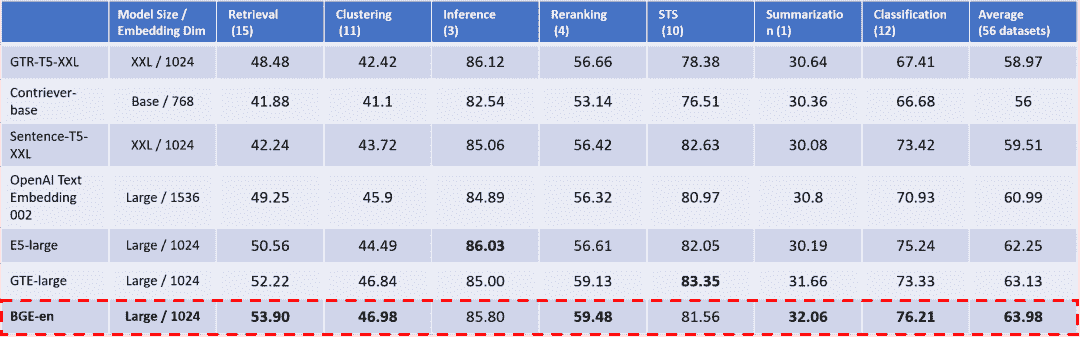 Model Size / Embedding Dim Retrieval (15) Clustering (11) Inference (3) Reranking (4) STS (10) Summarizatio n (1) Classification (12) Average (56 datasets)
GTR-T5-XXL XXL / 1024 48.48 42.42 86.12 56.66 78.38 30.64 67.41 58.97
Contriever-base Base / 768 41.88 41.1 82.54 53.14 76.51 30.36 66.68 56
Sentence-T5-XXL XXL / 1024 42.24 43.72 85.06 56.42 82.63 30.08 73.42 59.51
OpenAI Text Embedding 002 Large / 1536 49.25 45.9 84.89 56.32 80.97 30.8 70.93 60.99
E5-large Large / 1024 50.56 44.49 86.03 56.61 82.05 30.19 75.24 62.25
GTE-large Large / 1024 52.22 46.84 85.00 59.13 83.35 31.66 73.33 63.13
BGE-en Large / 1024 53.90 46.98 85.80 59.48 81.56 32.06 76.21 63.98